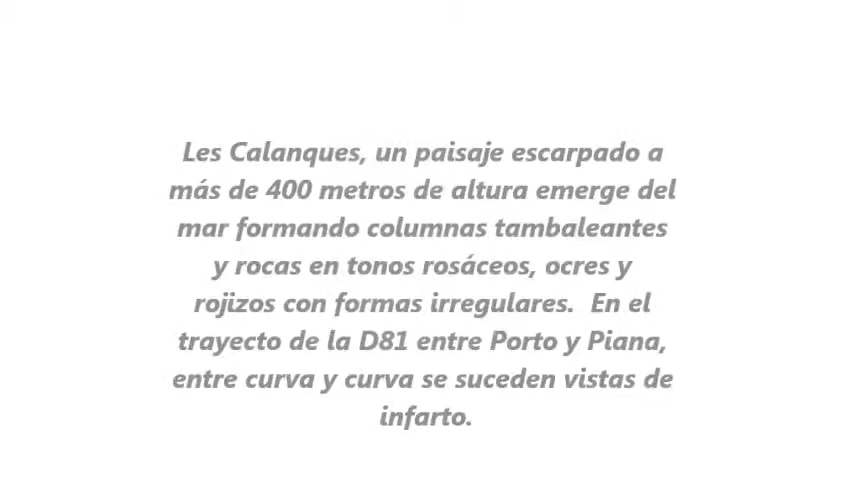 Les Calanques, un paisaje escarpado a
más de 400 metros de altura emerge del
mar formando columnas tambaleantes
y rocas en tonos rosáceos, ocres y
rojizos con formas irregulares.  En el
trayecto de la D81 entre Porto y Piana,
entre curva y curva se suceden vistas de
infarto.